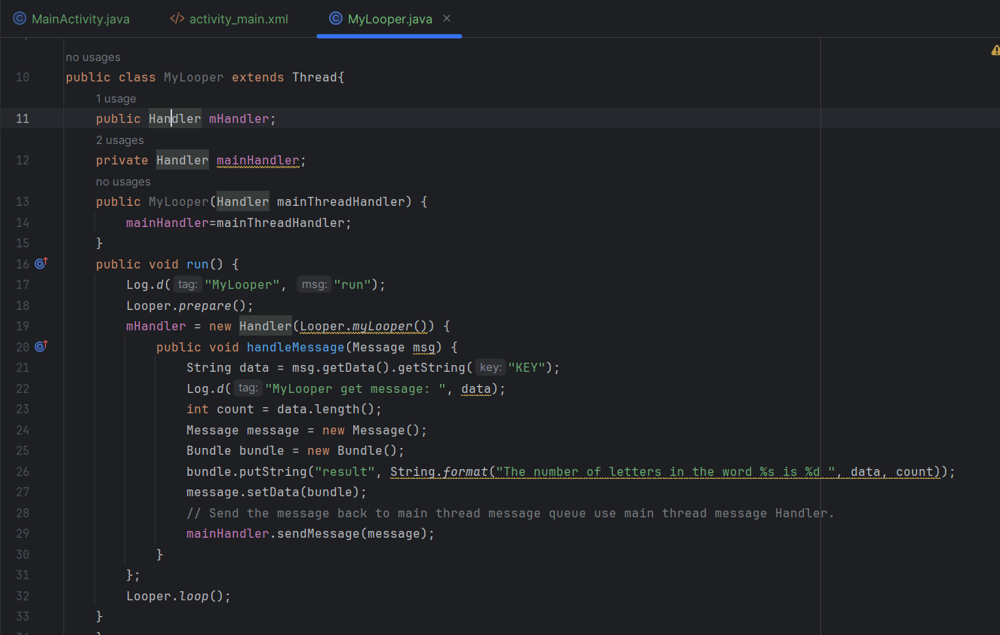 MainActivity.java activity_main.xml MyLooper.java
no usages
10 public class MyLooper extends Thread{
1 usage
11 public Handler mHandler;
2 usages
12 private Handler mainHandler;
no usages
13 public MyLooper(Handler mainThreadHandler) {
14 mainHandler=mainThreadHandler;
15 }
16 public void run() {
17 Log.d( tag: "MyLooper", msg: "run");
18 Looper.prepare();
19 mHandler = new Handler(Looper.myLooper()) {
20 public void handleMessage(Message msg) {
21 String data = msg.getData().getString( key: "KEY");
22 Log.d( tag: "MyLooper get message: ", data);
23 int count = data.length();
24 Message message = new Message();
25 Bundle bundle = new Bundle();
26 bundle.putString("result", String.format("The number of letters in the word %s is %d ", data, count));
27 message.setData(bundle);
28 // Send the message back to main thread message queue use main thread message Handler.
29 mainHandler.sendMessage(message);
30 }
31 };
32 Looper.loop();
33 }